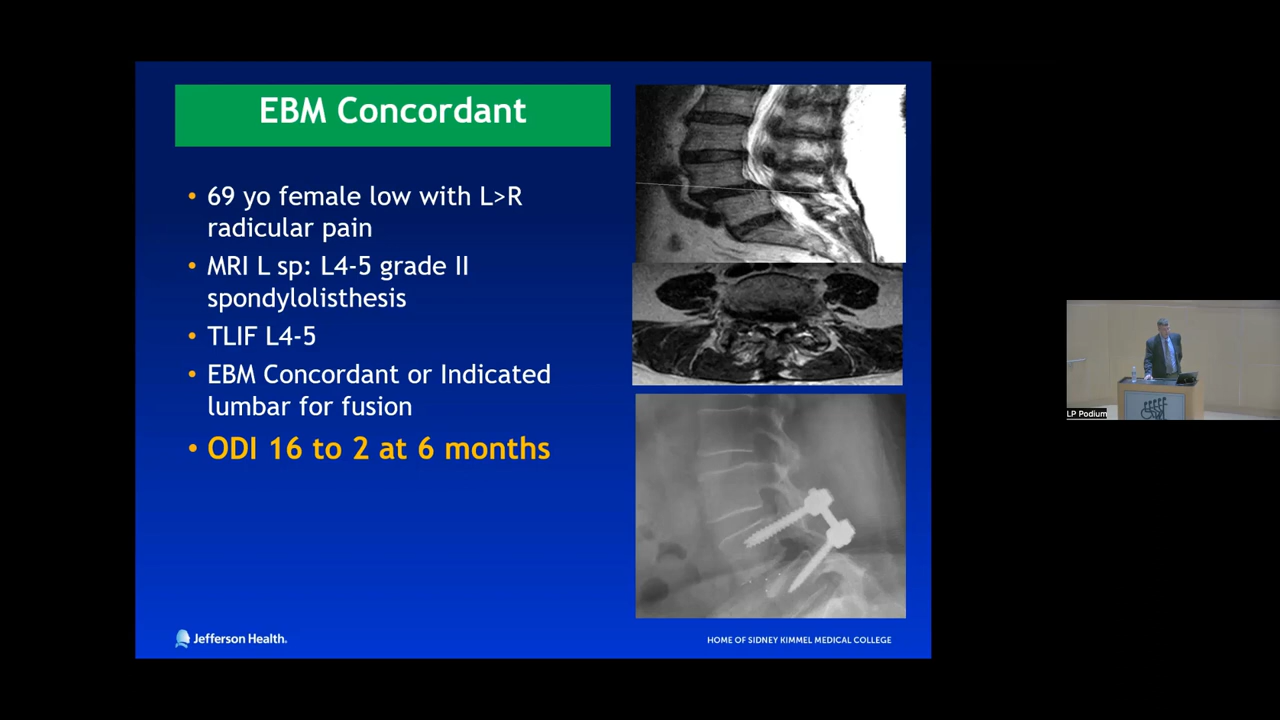 EBM Concordant
• 69 yo female low with L>R
radicular pain
• MRI L sp: L4-5 grade II
spondylolisthesis
• TLIF L4-5
• EBM Concordant or Indicated
lumbar for fusion
• ODI 16 to 2 at 6 months
Jefferson Health.
HOME OF SIDNEY KIMMEL MEDICAL COLLEGE
LP Podium